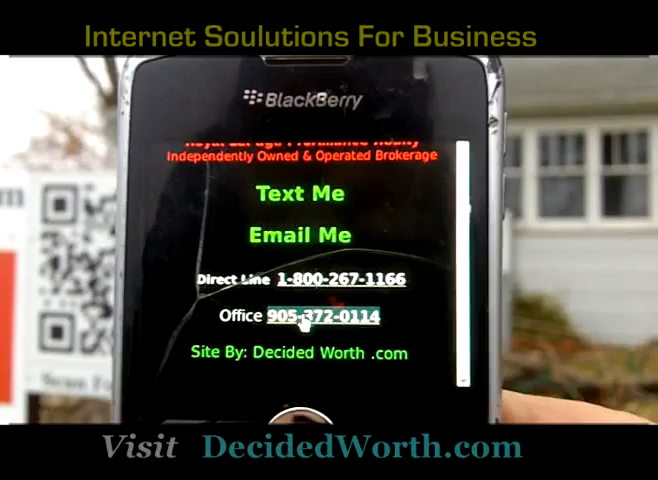 Internet Soulutions For Business
BlackBerry
Independently Owned & Operated Brokerage
Text Me
Email Me
Direct Line 1-800-267-1166
Office 905-372-0114
Site By: Decided Worth .com
Scan
Visit DecidedWorth.com